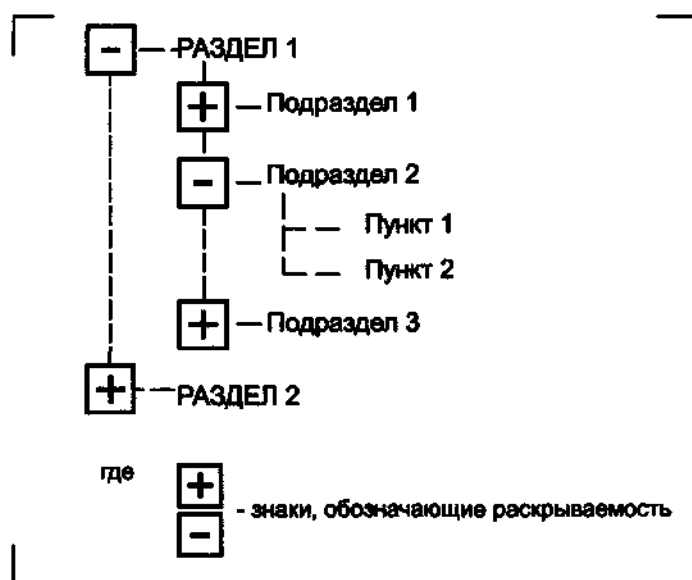 - РАЗДЕЛ 1
+ Подраздел 1
- Подраздел 2
Пункт 1
Пункт 2
+ Подраздел 3
+ РАЗДЕЛ 2
где
+
- знаки, обозначающие раскрываемость
-